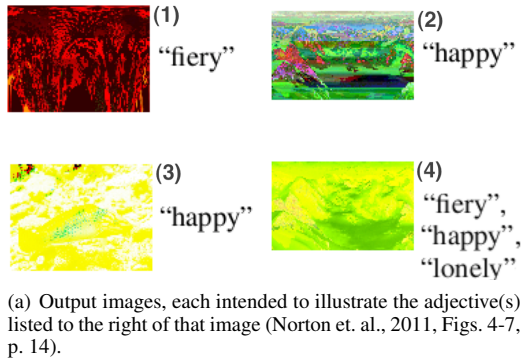 (1)
“fiery”
(2)
“happy”
(3)
“happy”
(4)
“fiery”,
“happy”,
“lonely”
(a) Output images, each intended to illustrate the adjective(s)
listed to the right of that image (Norton et. al., 2011, Figs. 4-7,
p. 14).